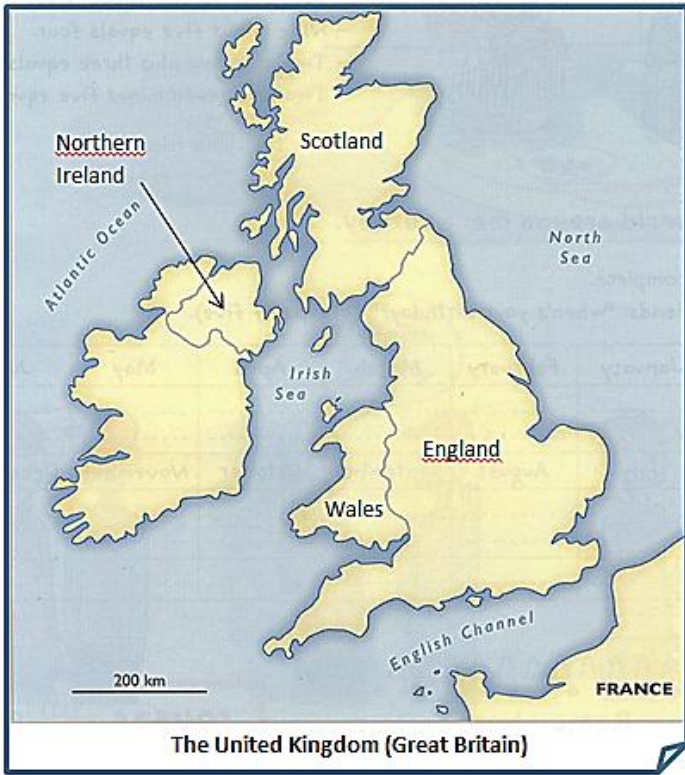 Northern
Ireland
Scotland
Atlantic Ocean
North
Sea
Irish
Sea
England
Wales
English Channel
200 km
FRANCE
The United Kingdom (Great Britain)